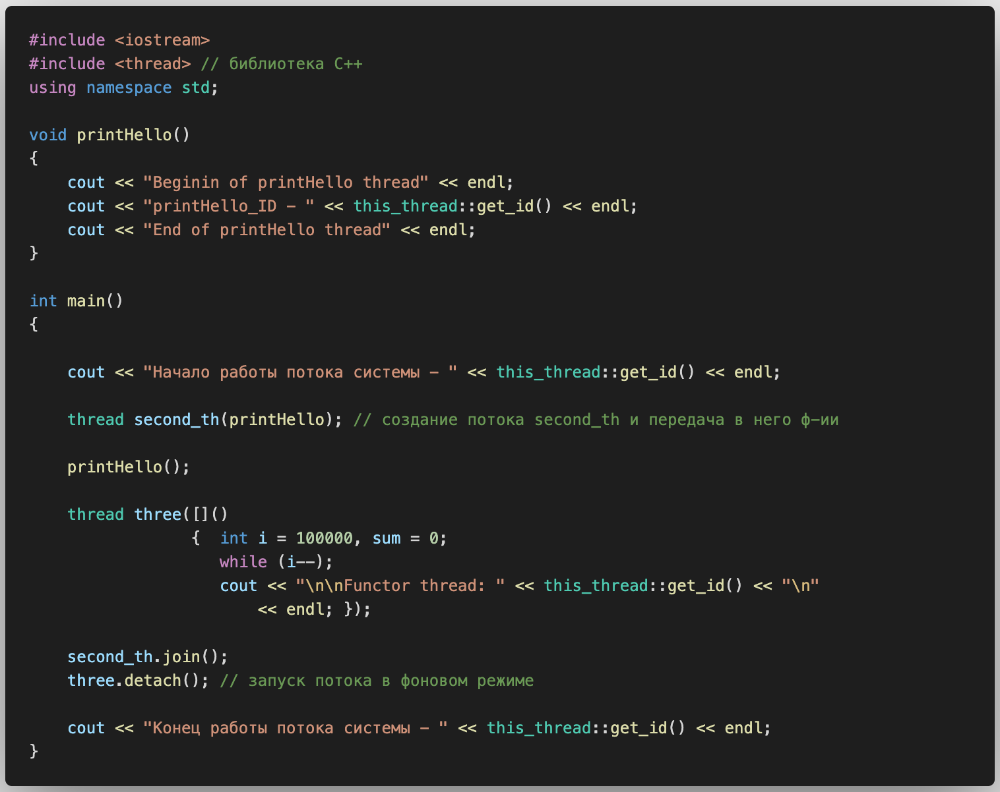 #include <iostream>
#include <thread> // библиотека C++
using namespace std;
void printHello()
{
cout << "Beginin of printHello thread" << endl;
cout << "printHello_ID - " << this_thread::get_id() << endl;
cout << "End of printHello thread" << endl;
}
int main()
{
cout << "Начало работы потока системы - " << this_thread::get_id() << endl;
thread second_th(printHello); // создание потока second_th и передача в него ф-ии
printHello();
thread three([]()
{  int i = 100000, sum = 0;
while (i--);
cout << "\n\nFunctor thread: " << this_thread::get_id() << "\n"
<< endl; });
second_th.join();
three.detach(); // запуск потока в фоновом режиме
cout << "Конец работы потока системы - " << this_thread::get_id() << endl;
}